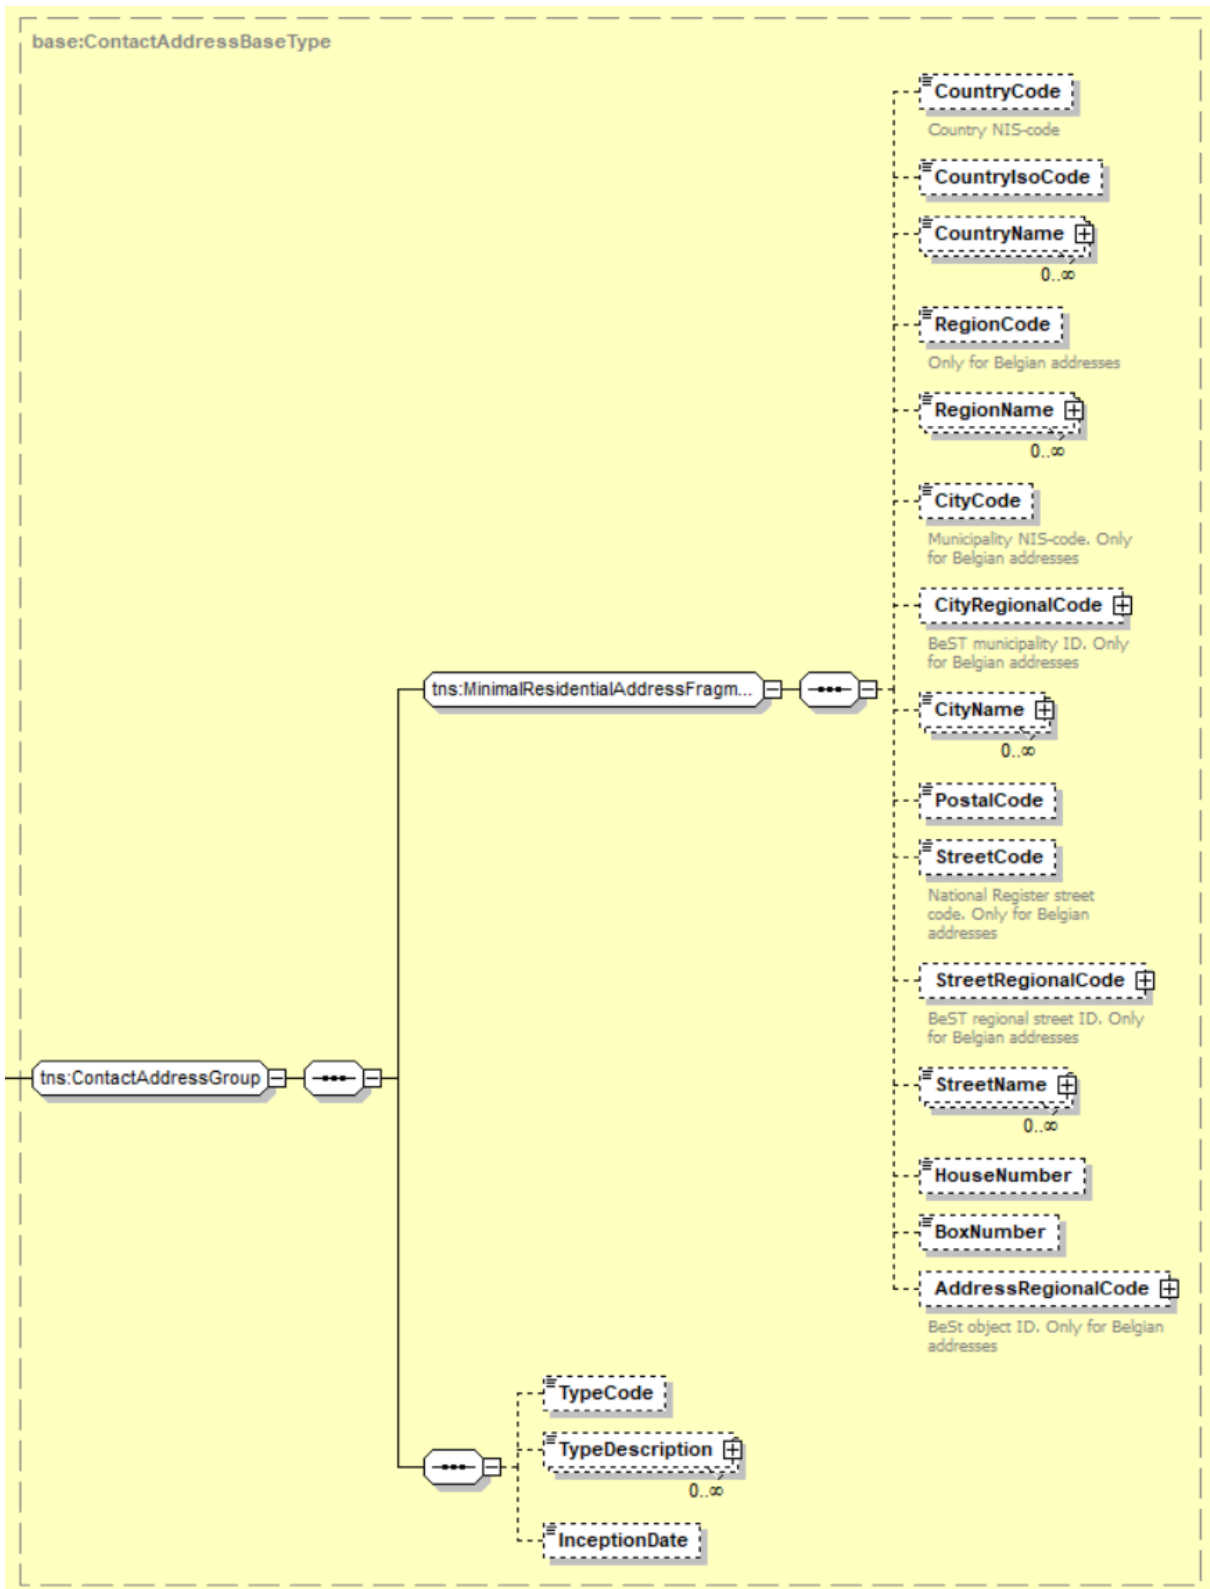 base:ContactAddressBaseType
CountryCode
Country NIS-code
CountryIsoCode
CountryName
0..∞
RegionCode
Only for Belgian addresses
RegionName
0..∞
CityCode
Municipality NIS-code. Only
for Belgian addresses
CityRegionalCode
BeST municipality ID. Only
for Belgian addresses
tns:MinimalResidentialAddressFragm...
CityName
0..∞
PostalCode
StreetCode
National Register street
code. Only for Belgian
addresses
StreetRegionalCode
BeST regional street ID. Only
for Belgian addresses
tns:ContactAddressGroup
StreetName
0..∞
HouseNumber
BoxNumber
AddressRegionalCode
BeSt object ID. Only for Belgian
addresses
TypeCode
TypeDescription
0..∞
InceptionDate